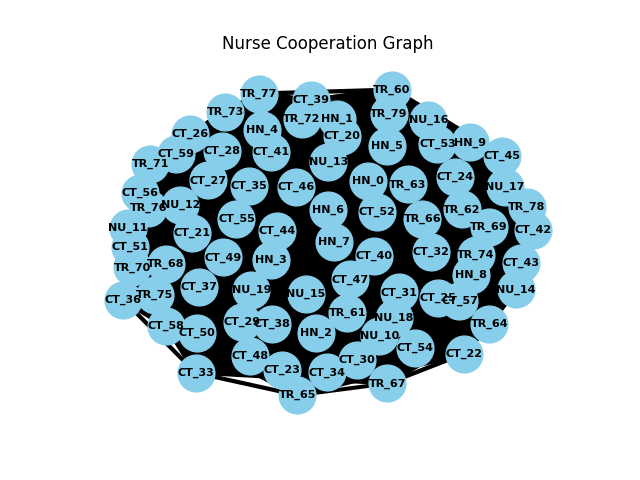 Nurse Cooperation Graph
TR_60
TR_77
CT_39
TR_73
TR_79
HN_1
TR_72
NU_16
HN_4
CT_26
CT_20
HN_9
CT_53
HN_5
CT_28
CT_41
CT_59
CT_45
NU_13
TR_71
CT_24
CT_27
HN_0
TR_63
CT_35
CT_46
NU_17
CT_56
NU_12
TR_76
TR_78
HN_6
CT_52
TR_62
CT_55
TR_66
NU_11
TR_69
CT_42
CT_44
CT_21
HN_7
CT_51
CT_32
TR_74
CT_40
CT_49
HN_3
CT_43
TR_68
TR_70
HN_8
CT_47
CT_37
NU_19
NU_14
CT_31
NU_15
TR_75
CT_25
CT_36
CT_57
TR_61
NU_18
CT_29
CT_38
TR_64
CT_58
CT_50
HN_2
NU_10
CT_54
CT_22
CT_48
CT_30
CT_23
CT_34
CT_33
TR_67
TR_65